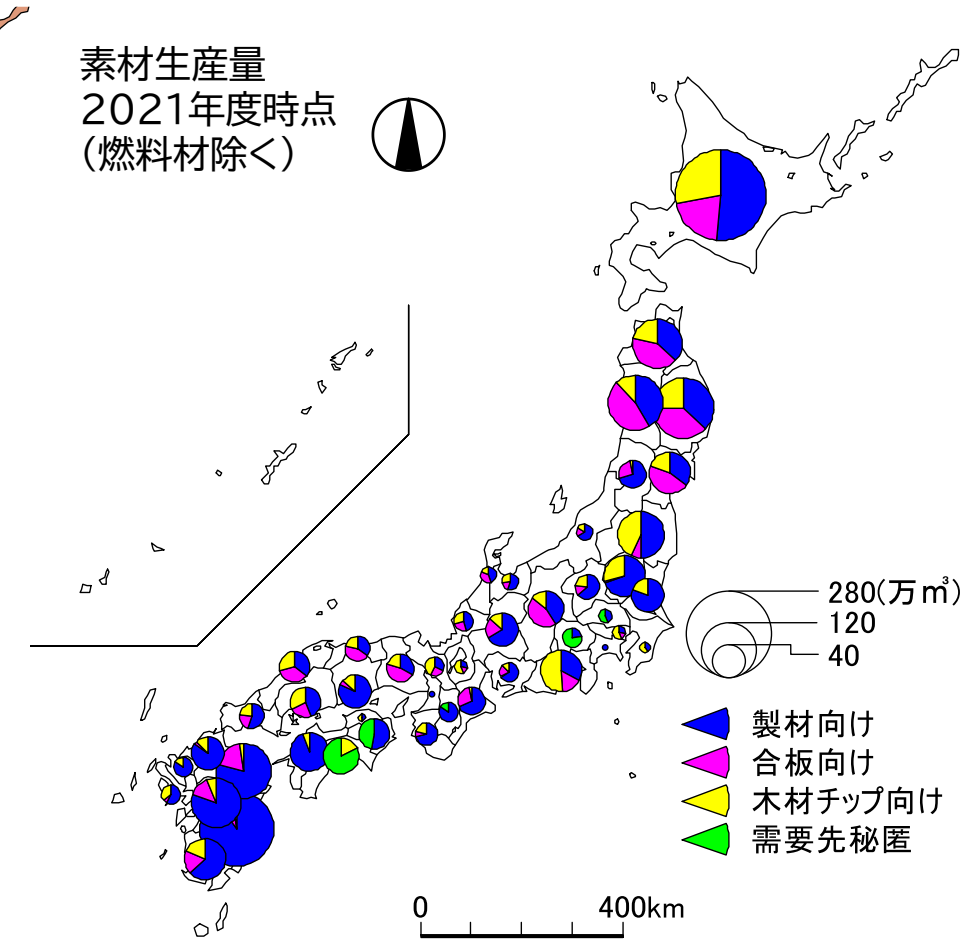 素材生産量
2021年度時点
（燃料材除く）
280(万㎥)
120
40
製材向け
合板向け
木材チップ向け
需要先秘匿
0 400km